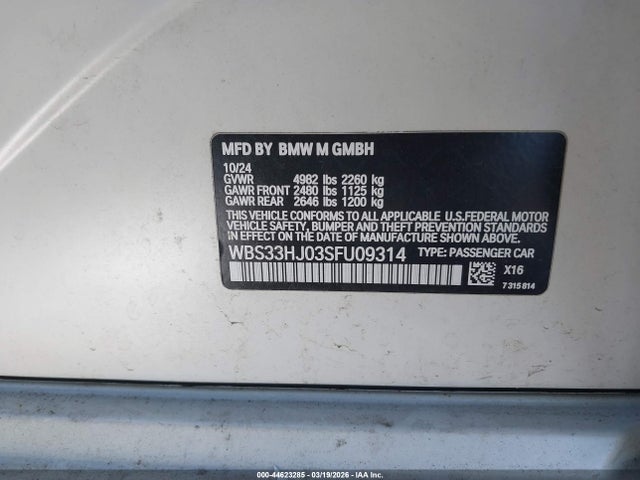 MFD BY BMW M GMBH
10/24
GVWR 4982 lbs 2260 kg
GAWR FRONT 2480 lbs 1125 kg
GAWR REAR 2646 lbs 1200 kg
THIS VEHICLE CONFORMS TO ALL APPLICABLE U.S.FEDERAL MOTOR
VEHICLE SAFETY, BUMPER, AND THEFT PREVENTION STANDARDS
IN EFFECT ON THE DATE OF MANUFACTURE SHOWN ABOVE.
WBS33HJ03SFU09314 TYPE: PASSENGER CAR
X16
7 315 814
000-44623285 - 03/19/2026 - IAA Inc.